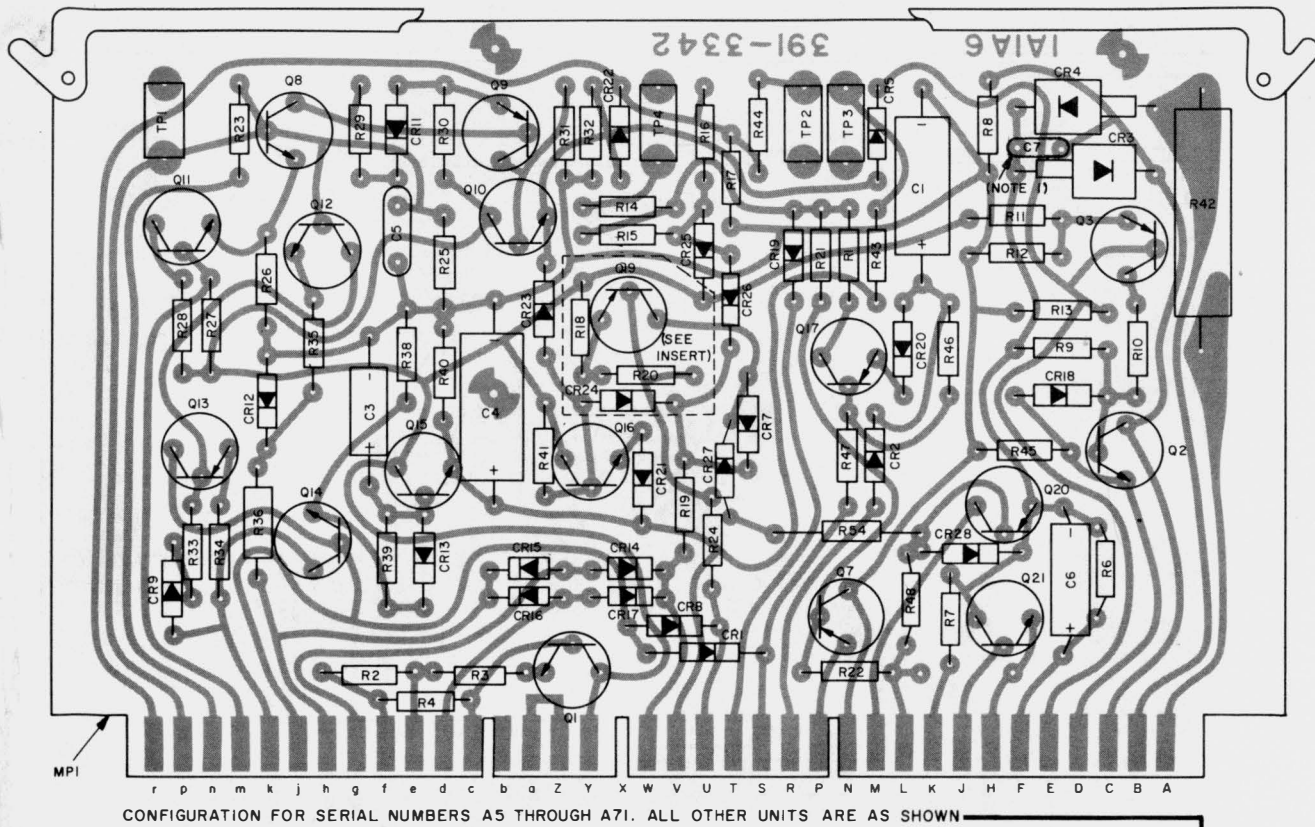 391-3342
1A1A6
Q8
Q9
CR22
CR5
CR4
TP1
R23
R29
CR11
R30
R31
R32
TP4
R16
R44
TP2
TP3
C1
R8
C7
CR3
(NOTE 1)
R17
Q11
Q12
Q10
R14
R15
R11
R12
Q3
R42
C5
R25
R26
CR25
CR19
R21
R1
R43
R28
R27
R35
R38
CR23
Q19
R18
(SEE
INSERT)
CR26
Q17
CR20
R46
R13
R9
R10
CR12
C3
R40
C4
R20
CR24
CR7
CR18
Q13
Q15
R41
Q16
CR21
CR27
R47
CR2
R45
Q2
Q14
R36
R33
R34
R39
CR13
R19
R24
R54
Q20
CR28
C6
R6
CR9
CR15
CR14
CR16
CR17
CR8
CR1
Q7
R48
R7
Q21
R2
R3
R4
Q1
R22
MP1
r p n m k j h g f e d c b a Z Y X W V U T S R P N M L K J H F E D C B A
CONFIGURATION FOR SERIAL NUMBERS A5 THROUGH A71. ALL OTHER UNITS ARE AS SHOWN